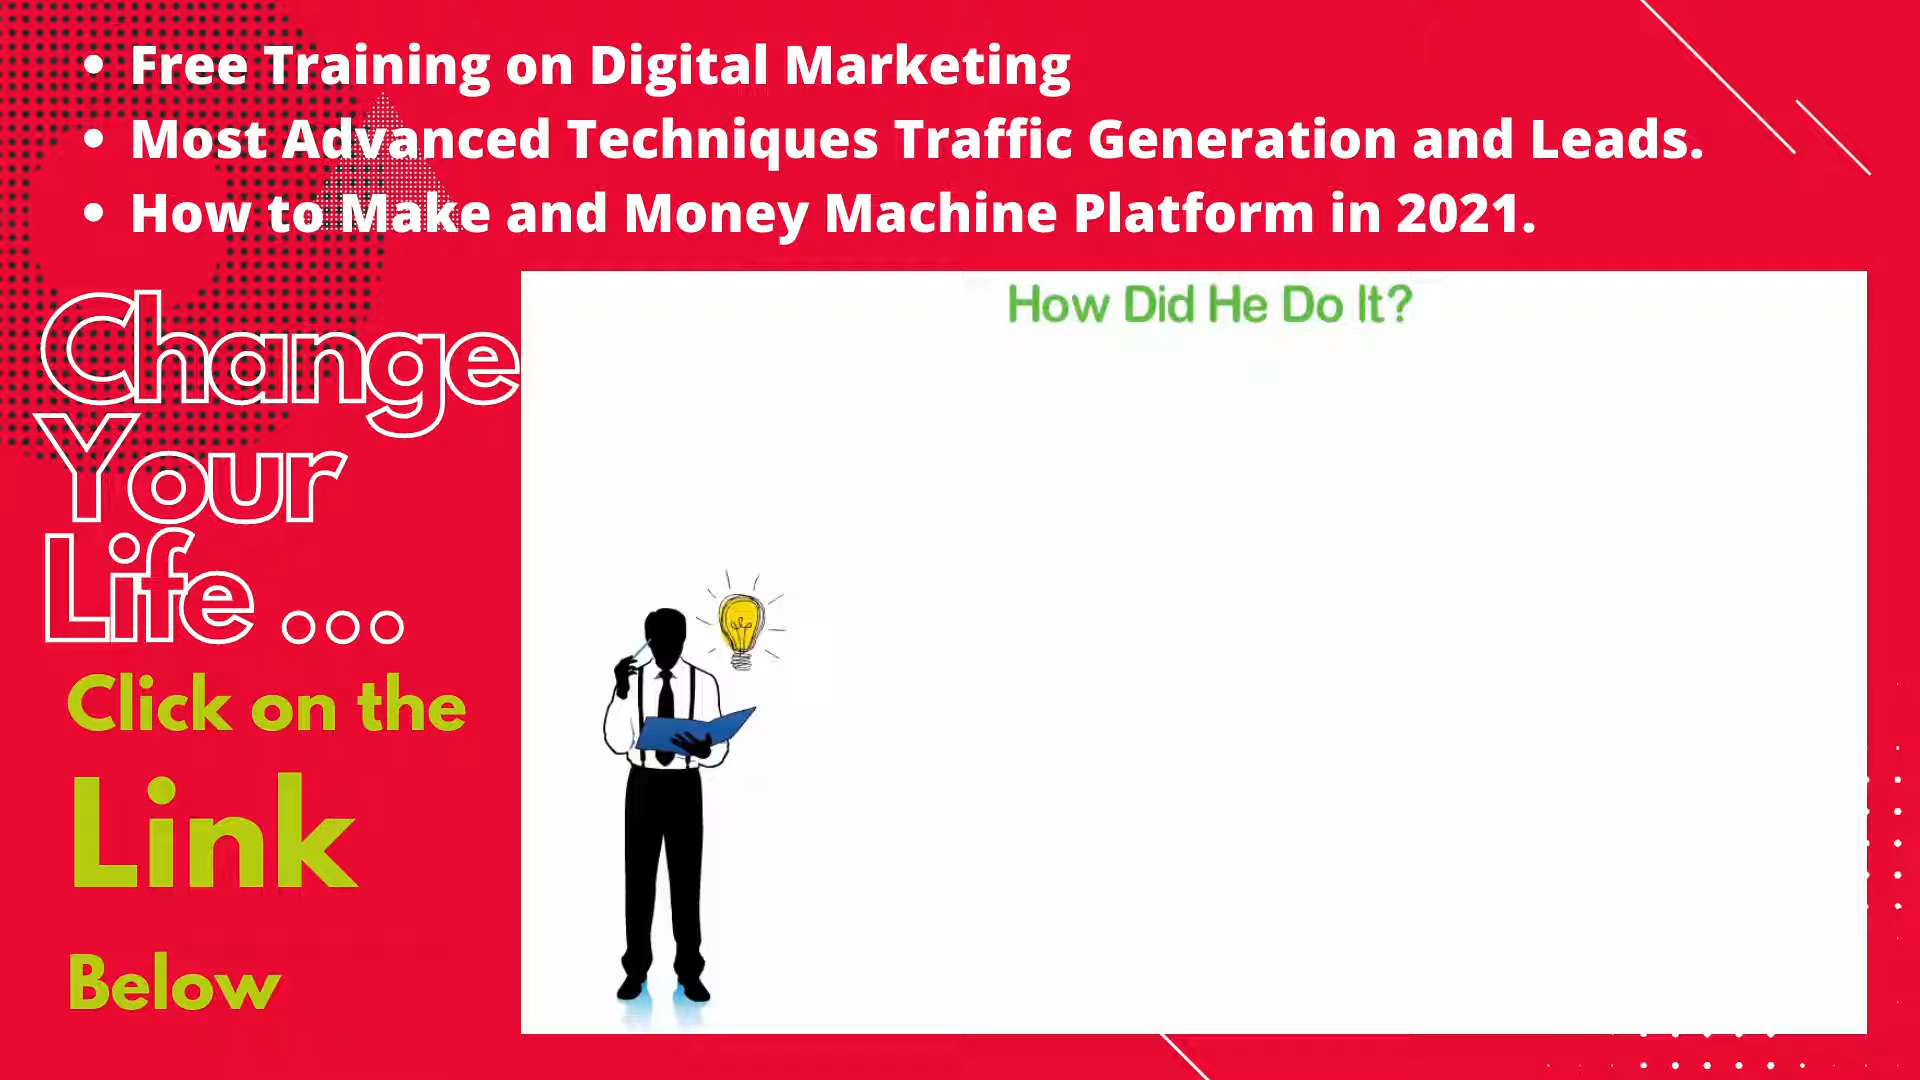 • Free Training on Digital Marketing
• Most Advanced Techniques Traffic Generation and Leads.
• How to Make and Money Machine Platform in 2021.
Change
Your
Life ...
Click on the
Link
Below
How Did He Do It?